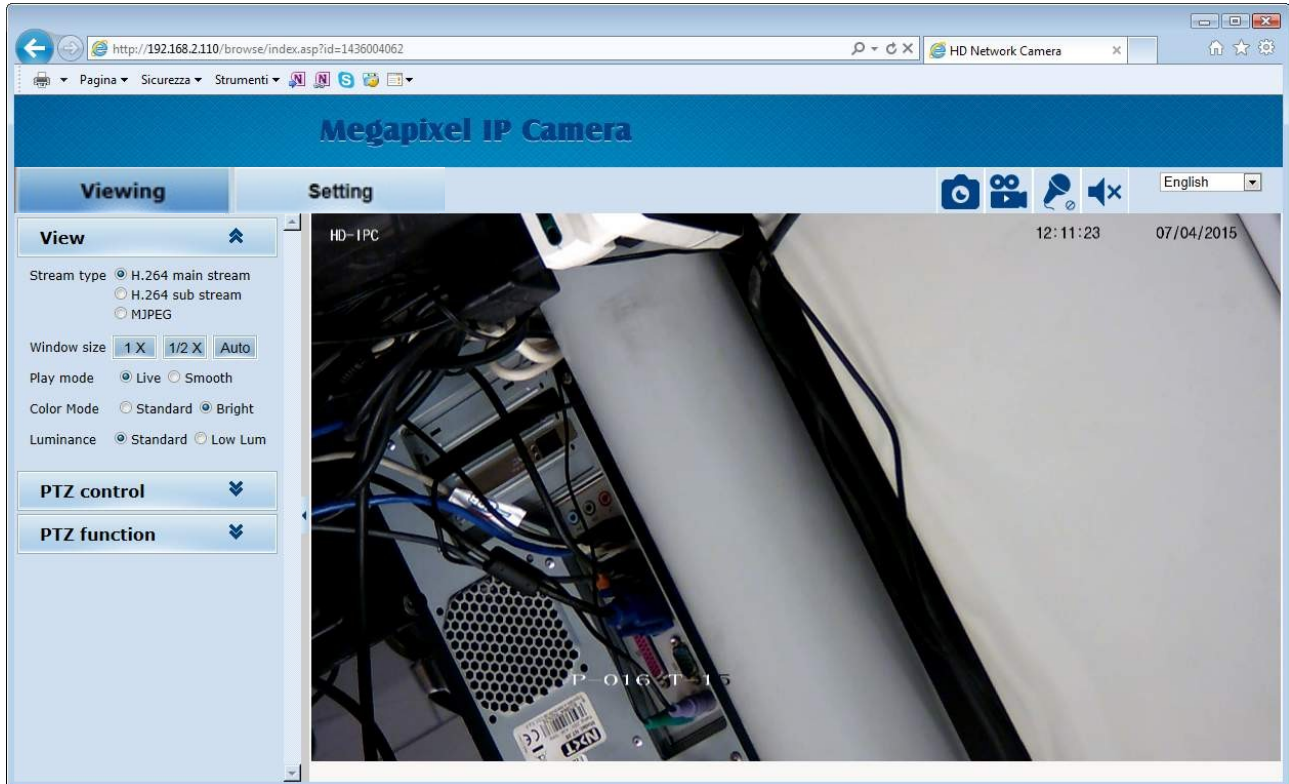 http://192.168.2.110/browse/index.asp?id=1436004062
HD Network Camera
Pagina Sicurezza Strumenti
Megapixel IP Camera
Viewing Setting English
View
Stream type H.264 main stream
H.264 sub stream
MJPEG
Window size 1 X 1/2 X Auto
Play mode Live Smooth
Color Mode Standard Bright
Luminance Standard Low Lum
PTZ control
PTZ function
HD-IPC 12:11:23 07/04/2015
P-016 T-15
NXT